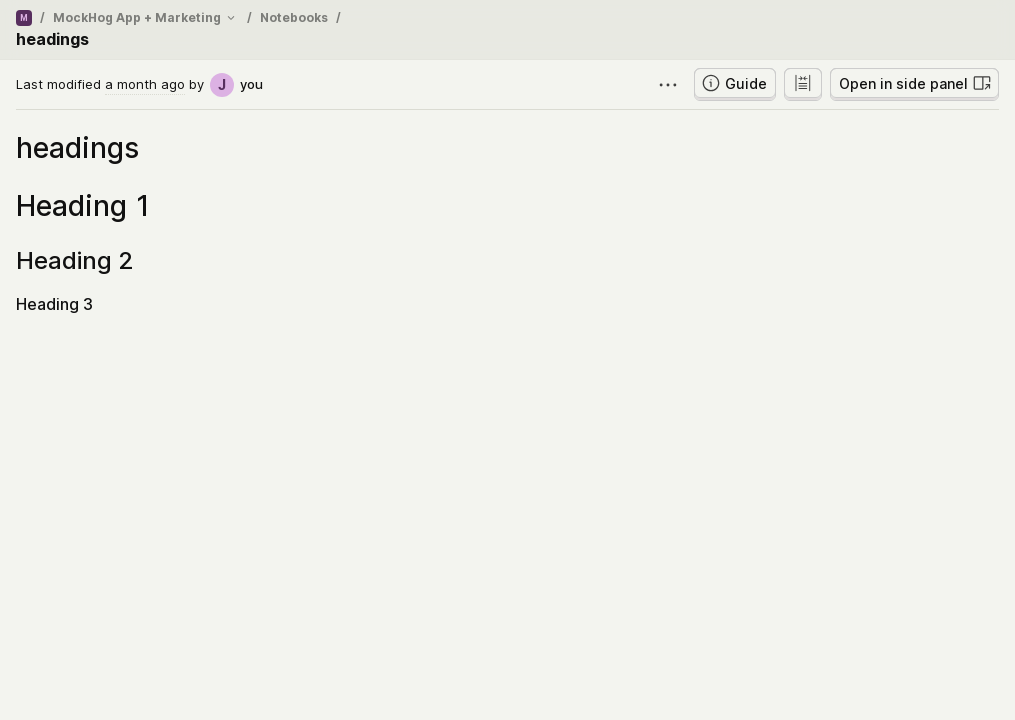 M / MockHog App + Marketing / Notebooks /
headings
Last modified a month ago by J you
Guide
Open in side panel
headings
Heading 1
Heading 2
Heading 3